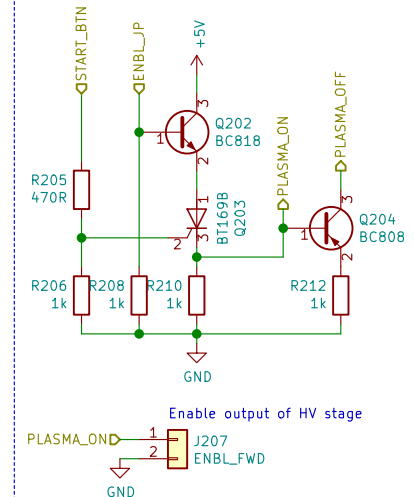 START_BTN
ENBL_JP
+5V
3
Q202
BC818
1
2
PLASMA_OFF
PLASMA_ON
R205
470R
1
BT169B
Q203
2
3
3
Q204
BC808
1
2
R206
1k
R208
1k
R210
1k
R212
1k
GND
Enable output of HV stage
PLASMA_ON
1
2
J207
ENBL_FWD
GND